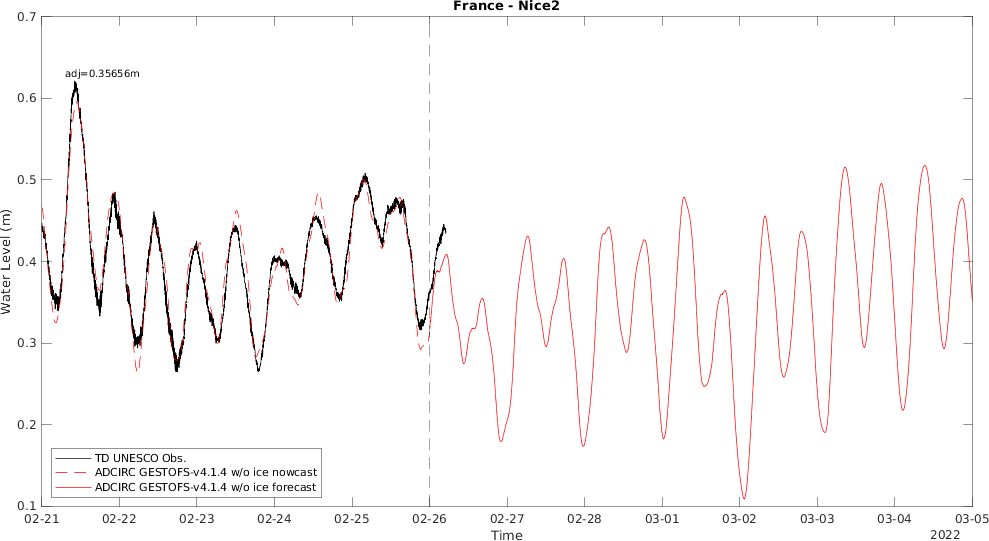 France - Nice2
adj=0.35656m
Water Level (m)
0.7
0.6
0.5
0.4
0.3
0.2
0.1
TD UNESCO Obs.
ADCIRC GESTOFS-v4.1.4 w/o ice nowcast
ADCIRC GESTOFS-v4.1.4 w/o ice forecast
02-21 02-22 02-23 02-24 02-25 02-26 02-27 02-28 03-01 03-02 03-03 03-04 03-05
Time
2022